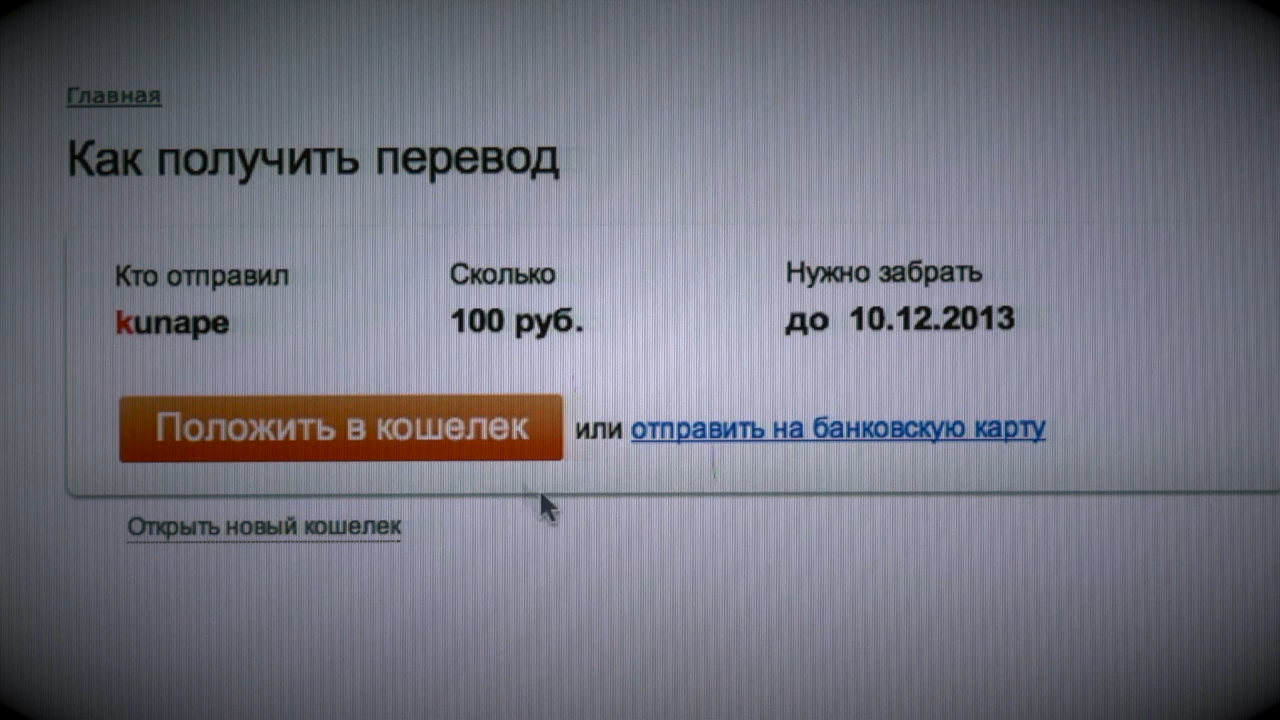 Главная
Как получить перевод
Кто отправил Сколько Нужно забрать
kunape 100 руб. до 10.12.2013
Положить в кошелек или отправить на банковскую карту
Открыть новый кошелек